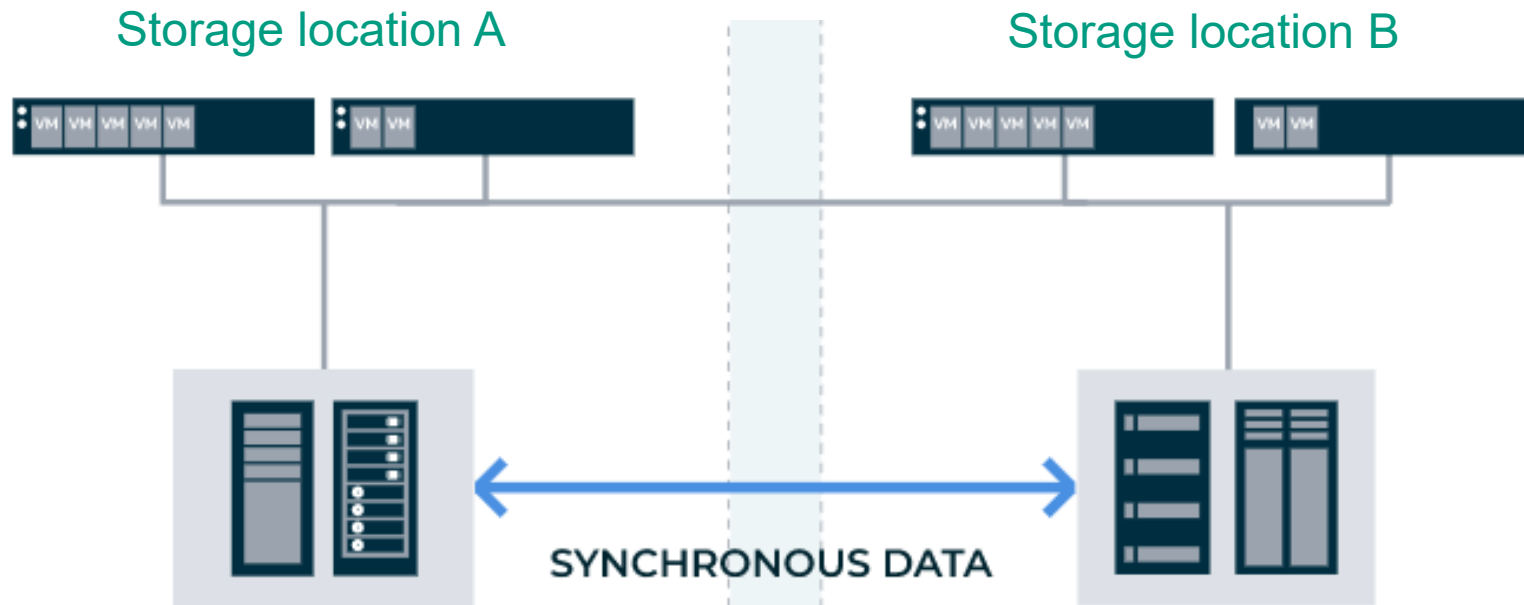 Storage location A
Storage location B
VM VM VM VM VM
VM VM
VM VM VM VM VM
VM VM
SYNCHRONOUS DATA